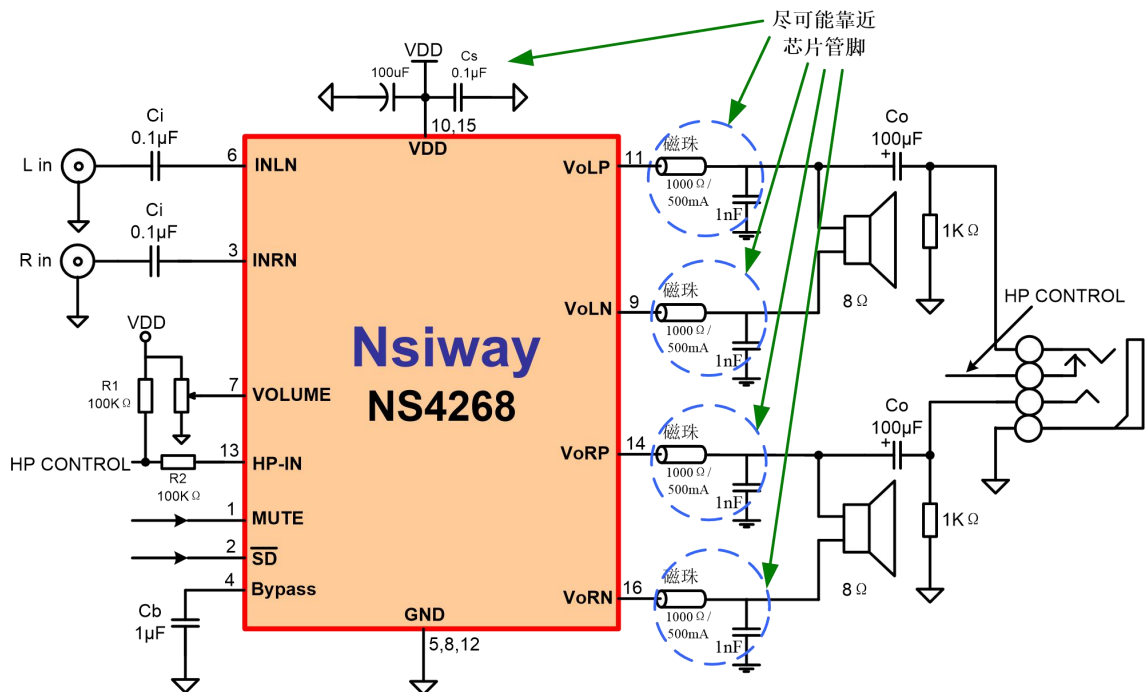 尽可能靠近
芯片管脚
VDD
100uF
Cs
0.1µF
10,15
VDD
Ci
0.1µF
L in
6
INLN
Ci
0.1µF
R in
3
INRN
VDD
R1
100KΩ
7
VOLUME
HP CONTROL
13
HP-IN
R2
100KΩ
1
MUTE
2
SD
4
Bypass
Cb
1µF
GND
5,8,12
Nsiway
NS4268
VoLP
11
磁珠
1000Ω/
500mA
1nF
Co
+
100µF
1KΩ
8Ω
VoLN
9
磁珠
1000Ω/
500mA
1nF
HP CONTROL
VoRP
14
磁珠
1000Ω/
500mA
1nF
Co
100µF
+
1KΩ
8Ω
VoRN
16
磁珠
1000Ω/
500mA
1nF